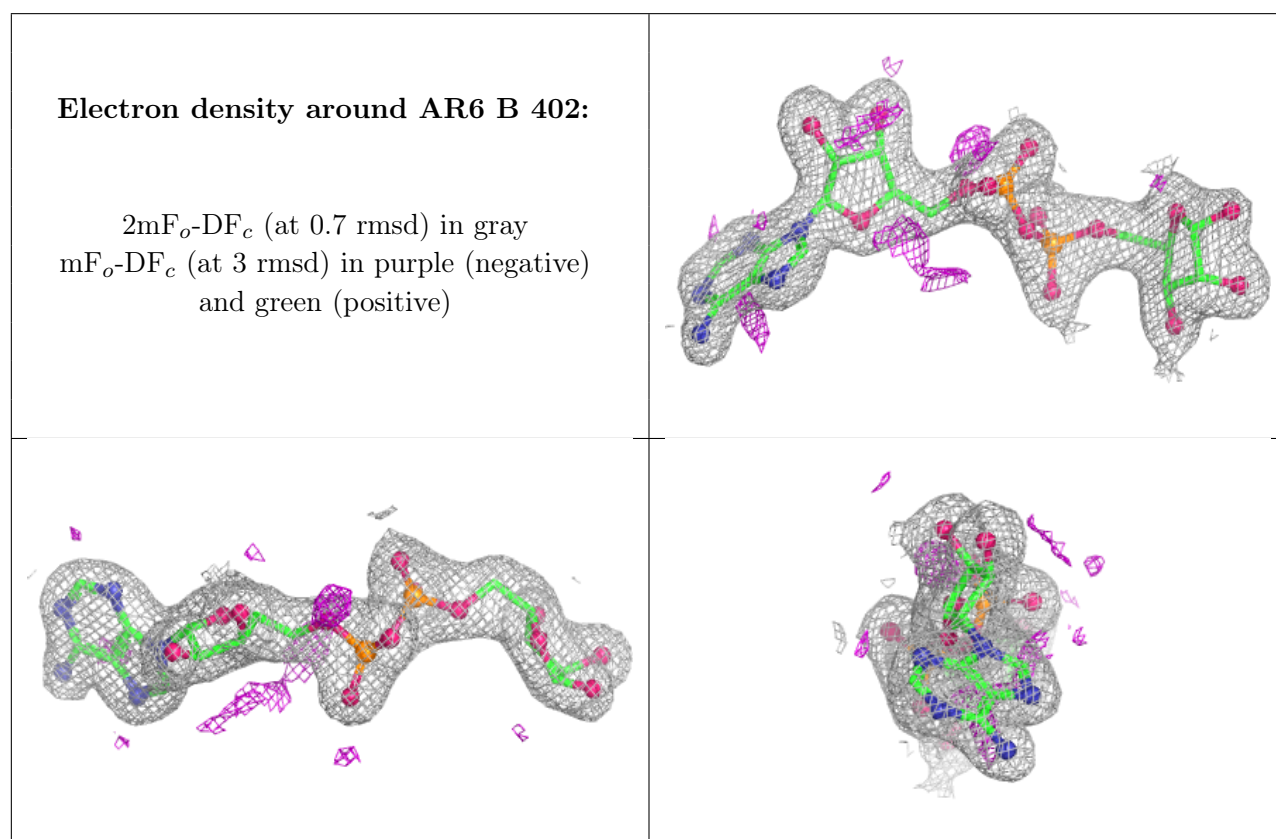 Electron density around AR6 B 402:
2mFo-DFc (at 0.7 rmsd) in gray
mFo-DFc (at 3 rmsd) in purple (negative)
and green (positive)